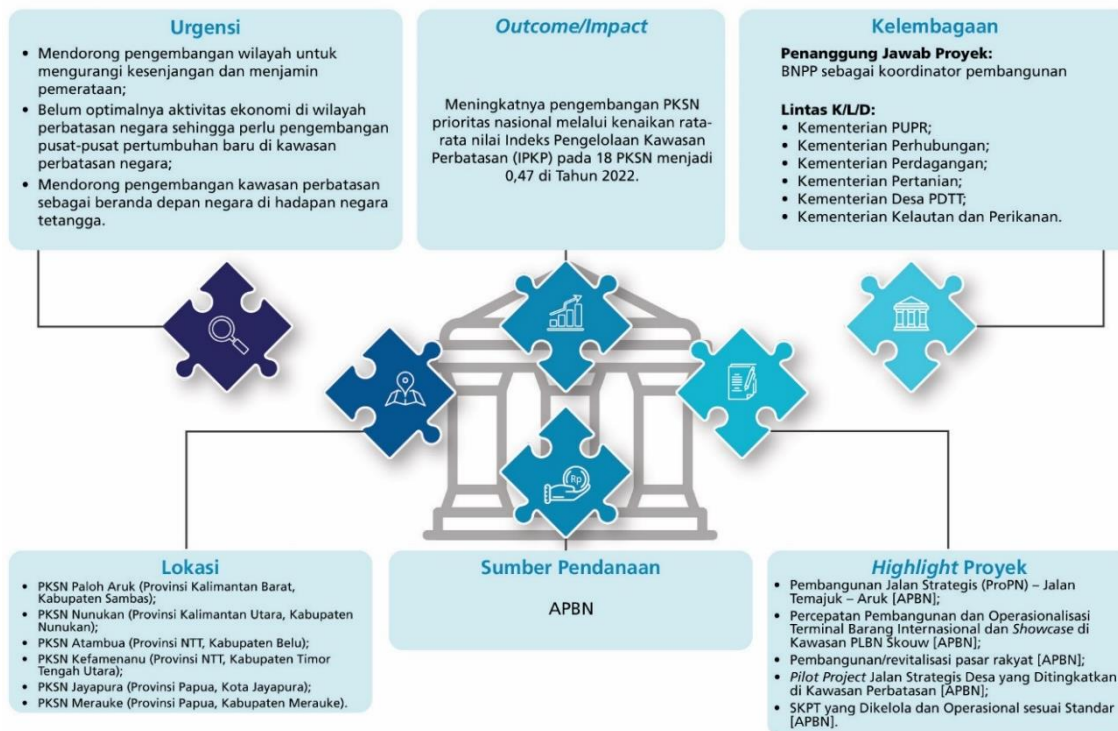 Urgensi
• Mendorong pengembangan wilayah untuk
mengurangi kesenjangan dan menjamin
pemerataan;
• Belum optimalnya aktivitas ekonomi di wilayah
perbatasan negara sehingga perlu pengembangan
pusat-pusat pertumbuhan baru di kawasan
perbatasan negara;
• Mendorong pengembangan kawasan perbatasan
sebagai beranda depan negara di hadapan negara
tetangga.
Outcome/Impact
Meningkatnya pengembangan PKSN
prioritas nasional melalui kenaikan rata-
rata nilai Indeks Pengelolaan Kawasan
Perbatasan (IPKP) pada 18 PKSN menjadi
0,47 di Tahun 2022.
Kelembagaan
Penanggung Jawab Proyek:
BNPP sebagai koordinator pembangunan
Lintas K/L/D:
• Kementerian PUPR;
• Kementerian Perhubungan;
• Kementerian Perdagangan;
• Kementerian Pertanian;
• Kementerian Desa PDTT;
• Kementerian Kelautan dan Perikanan.
Rp
Lokasi
• PKSN Paloh Aruk (Provinsi Kalimantan Barat,
Kabupaten Sambas);
• PKSN Nunukan (Provinsi Kalimantan Utara, Kabupaten
Nunukan);
• PKSN Atambua (Provinsi NTT, Kabupaten Belu);
• PKSN Kefamenanu (Provinsi NTT, Kabupaten Timor
Tengah Utara);
• PKSN Jayapura (Provinsi Papua, Kota Jayapura);
• PKSN Merauke (Provinsi Papua, Kabupaten Merauke).
Sumber Pendanaan
APBN
Highlight Proyek
• Pembangunan Jalan Strategis (ProPN) – Jalan
Temajuk – Aruk [APBN];
• Percepatan Pembangunan dan Operasionalisasi
Terminal Barang Internasional dan Showcase di
Kawasan PLBN Skouw [APBN];
• Pembangunan/revitalisasi pasar rakyat [APBN];
• Pilot Project Jalan Strategis Desa yang Ditingkatkan
di Kawasan Perbatasan [APBN];
• SKPT yang Dikelola dan Operasional sesuai Standar
[APBN].